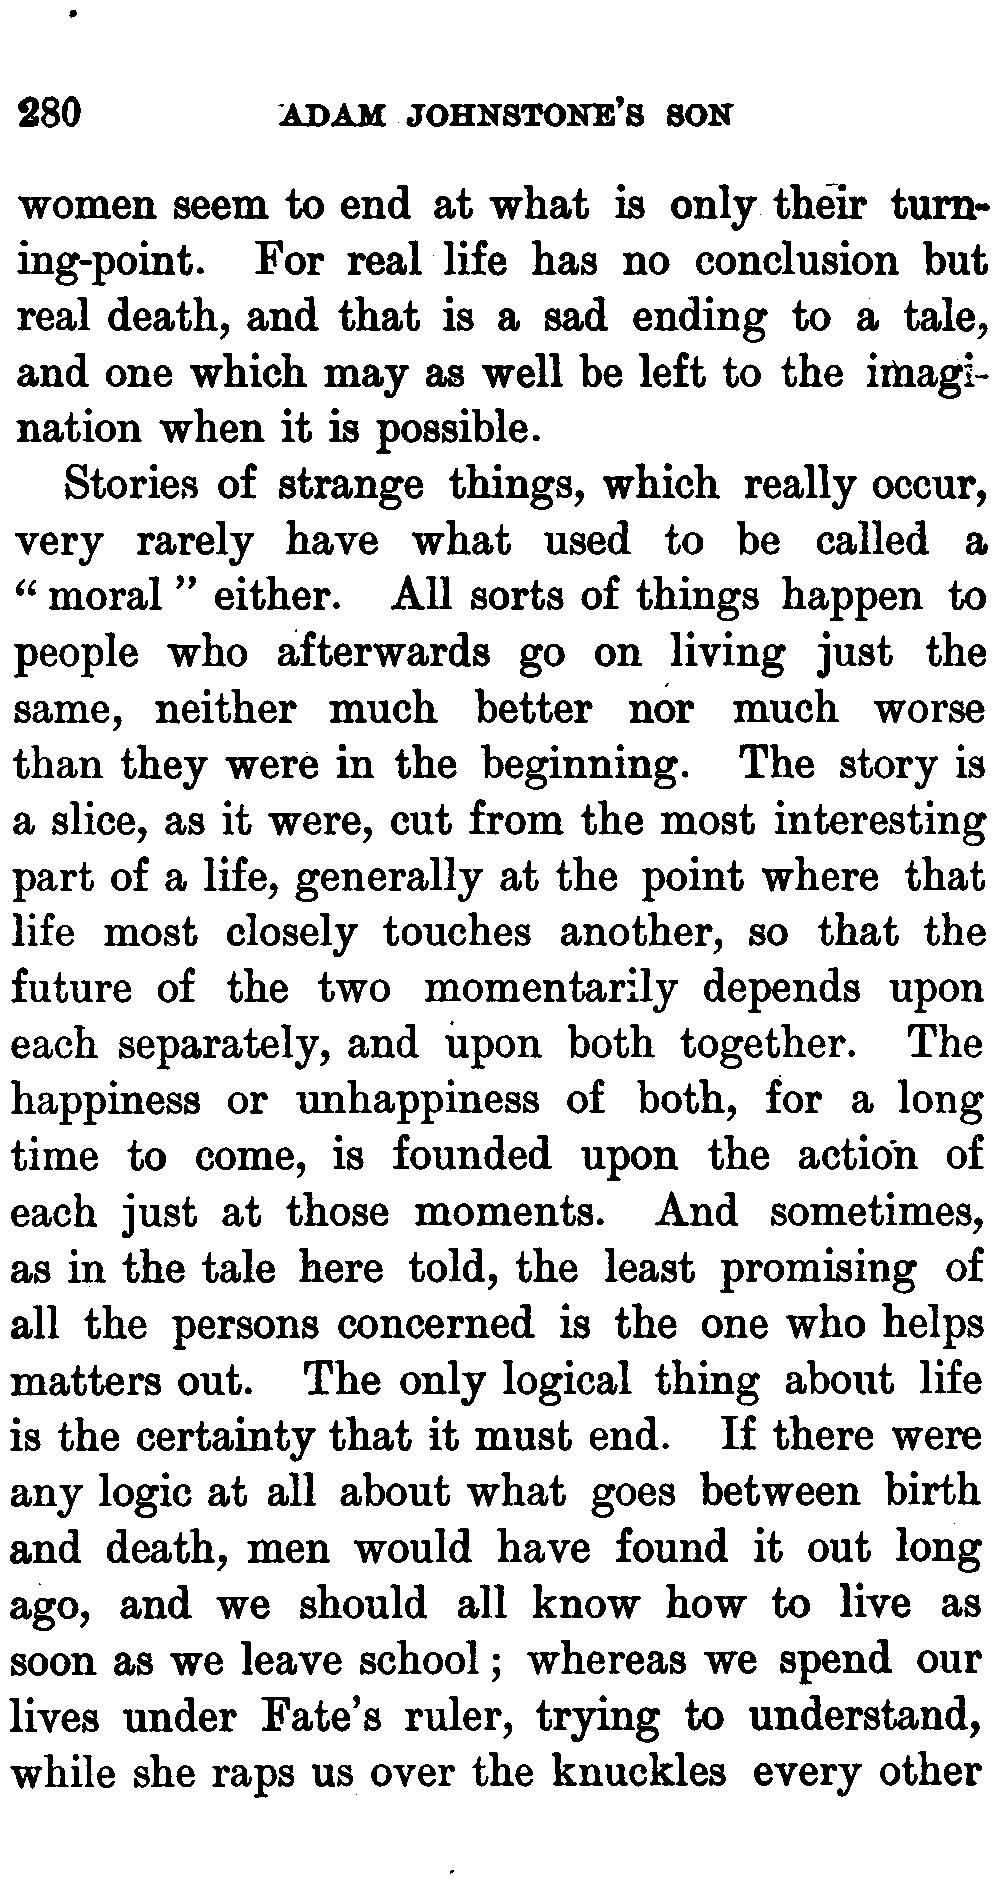 280 ADAM JOHNSTONE'S SON
women seem to end at what is only their turn-
ing-point. For real life has no conclusion but
real death, and that is a sad ending to a tale,
and one which may as well be left to the imagi-
nation when it is possible.
Stories of strange things, which really occur,
very rarely have what used to be called a
“moral” either. All sorts of things happen to
people who afterwards go on living just the
same, neither much better nor much worse
than they were in the beginning. The story is
a slice, as it were, cut from the most interesting
part of a life, generally at the point where that
life most closely touches another, so that the
future of the two momentarily depends upon
each separately, and upon both together. The
happiness or unhappiness of both, for a long
time to come, is founded upon the action of
each just at those moments. And sometimes,
as in the tale here told, the least promising of
all the persons concerned is the one who helps
matters out. The only logical thing about life
is the certainty that it must end. If there were
any logic at all about what goes between birth
and death, men would have found it out long
ago, and we should all know how to live as
soon as we leave school; whereas we spend our
lives under Fate's ruler, trying to understand,
while she raps us over the knuckles every other